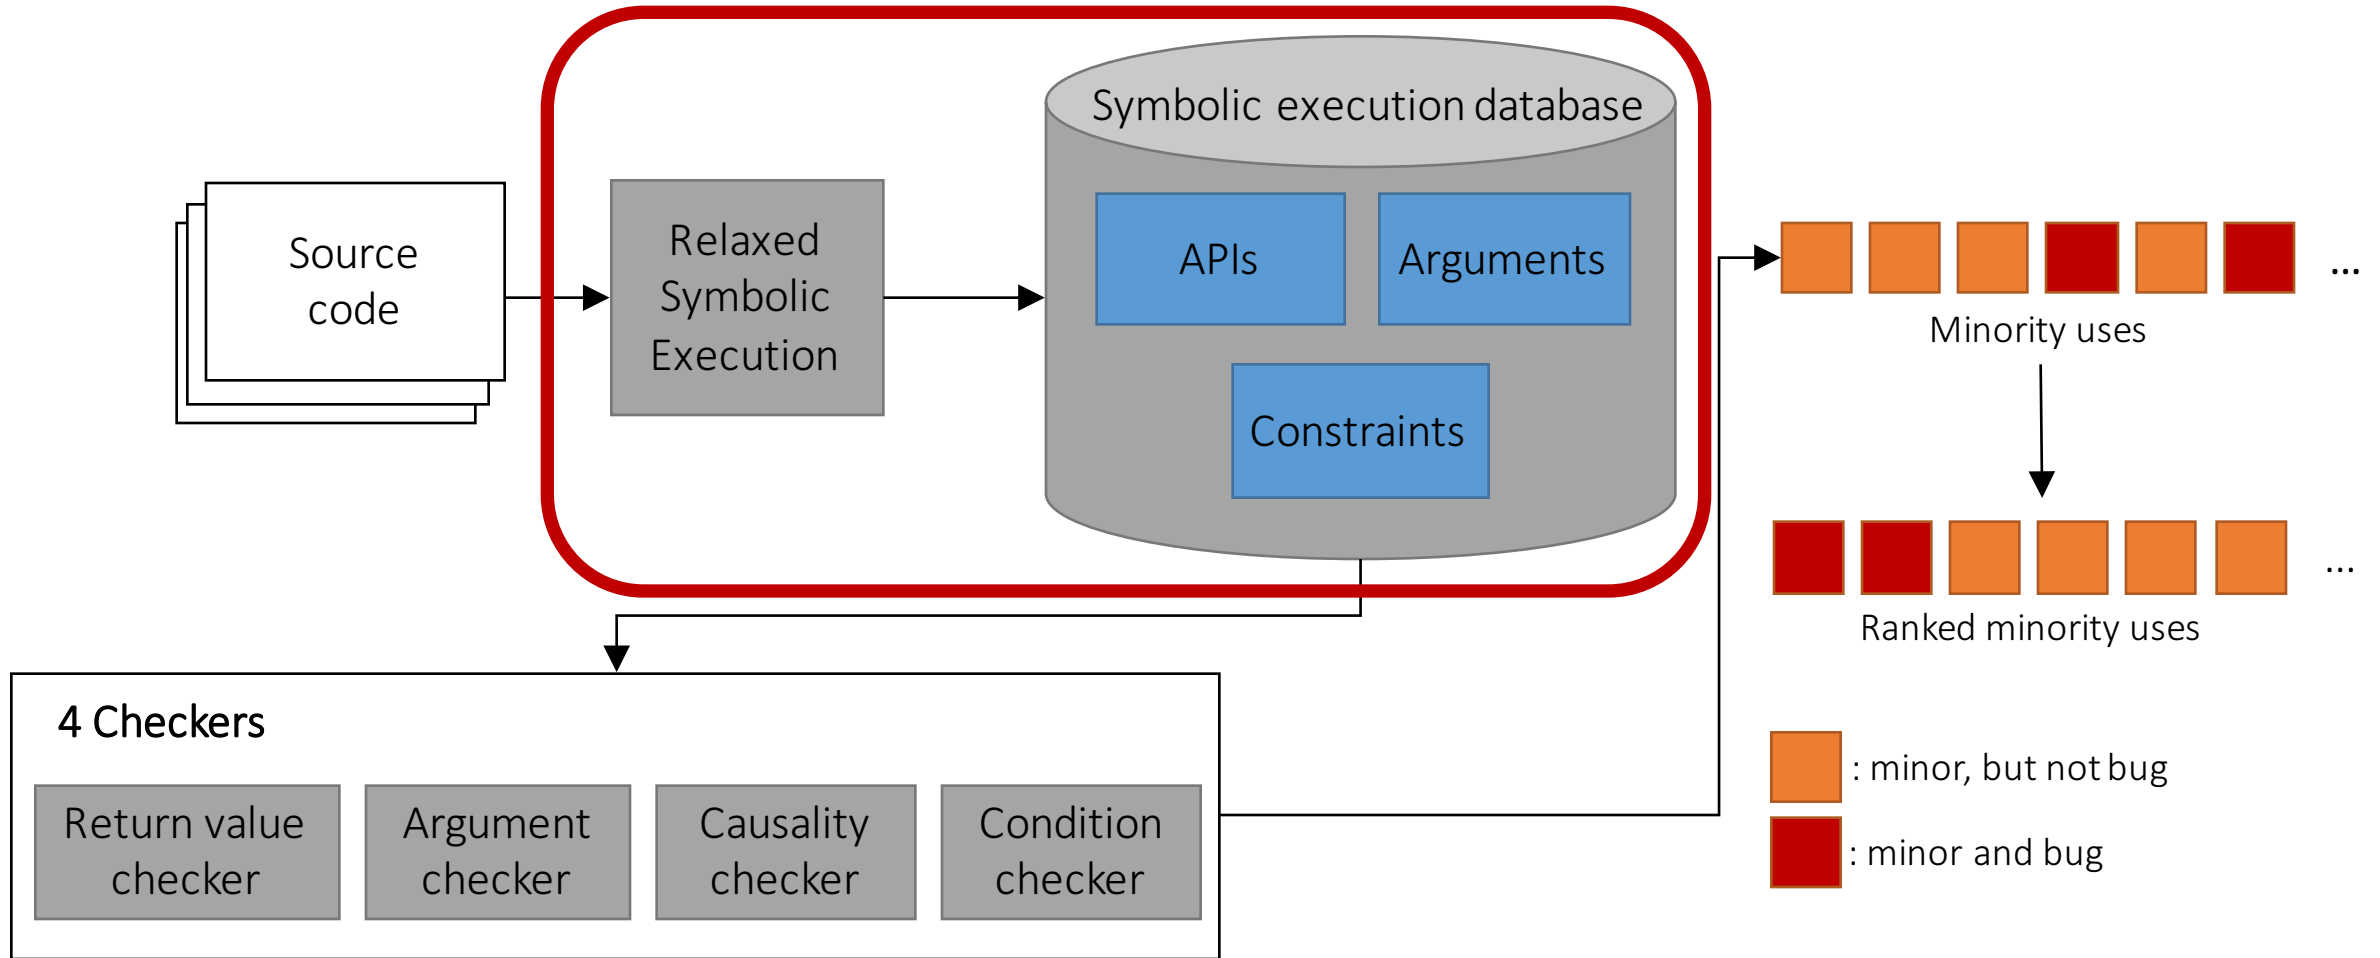 Symbolic execution database
Source
code
Relaxed
Symbolic
Execution
APIs
Arguments
Constraints
...
Minority uses
...
Ranked minority uses
4 Checkers
Return value
checker
Argument
checker
Causality
checker
Condition
checker
: minor, but not bug
: minor and bug